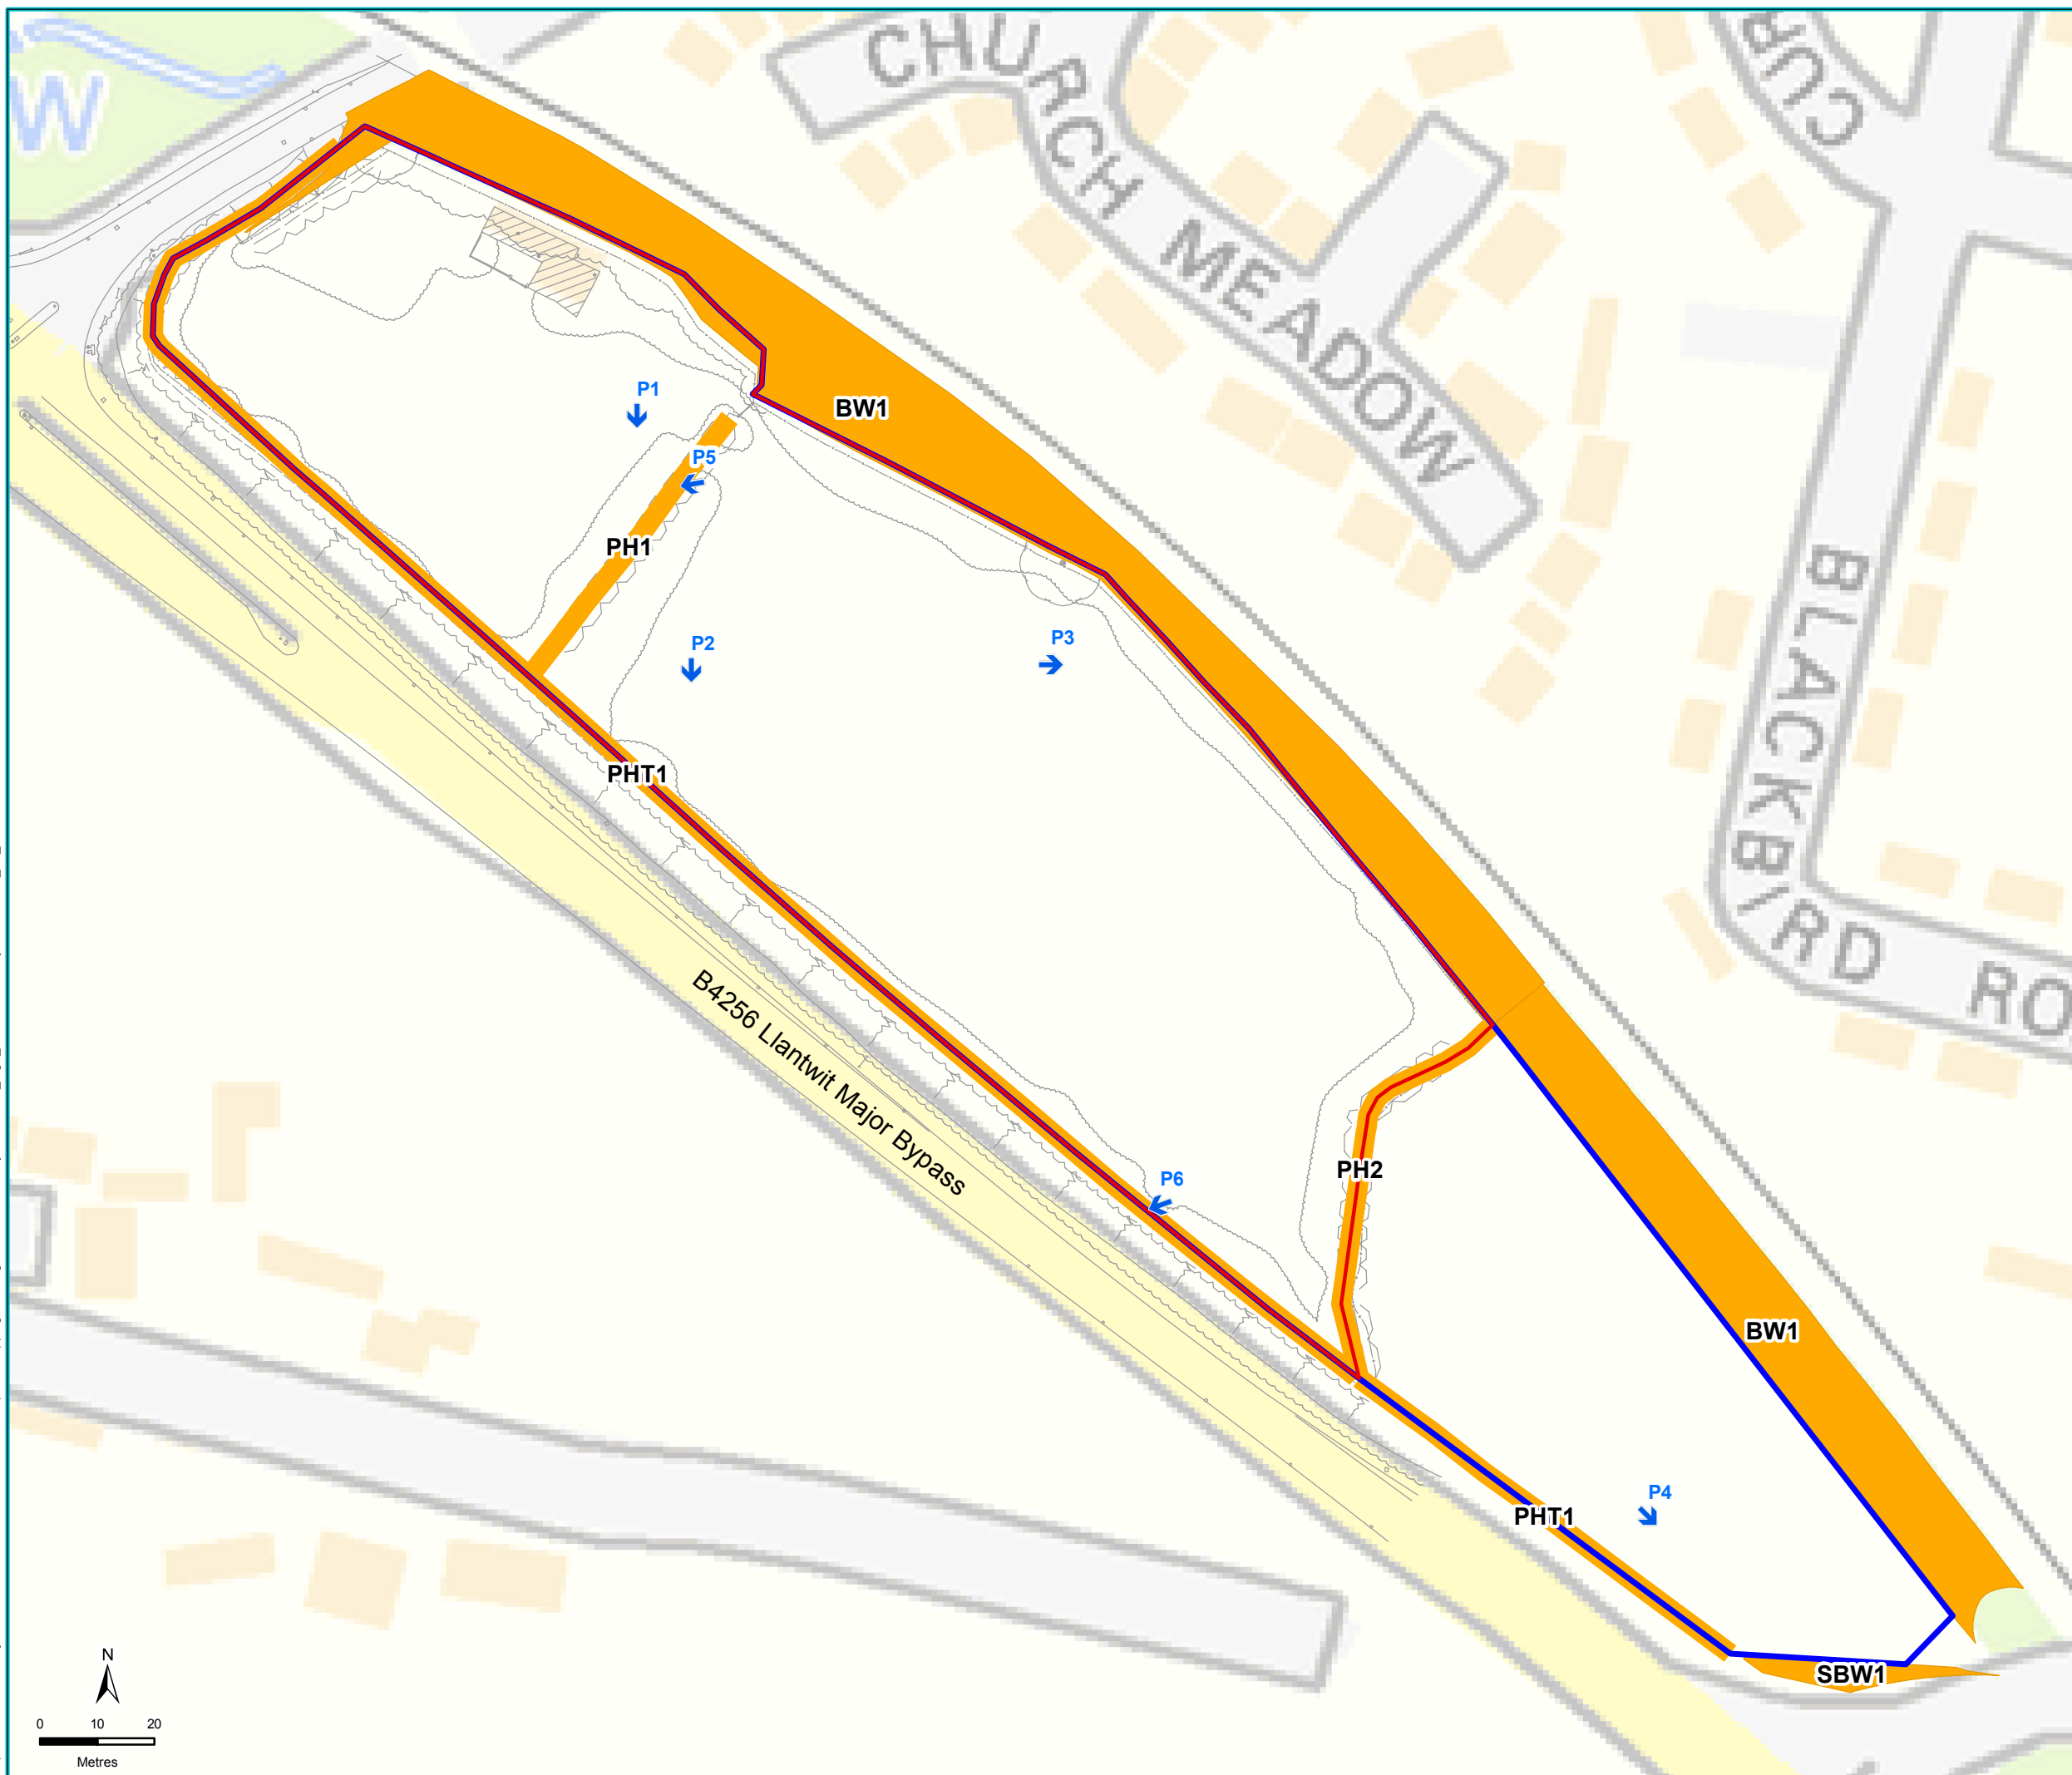 W
CHURCH MEADOW
CUR
BLACKBIRD RO
P1
BW1
P5
PH1
P2
P3
PHT1
B4256 Llantwit Major Bypass
P6
PH2
BW1
P4
PHT1
SBW1
N
0 10 20
Metres